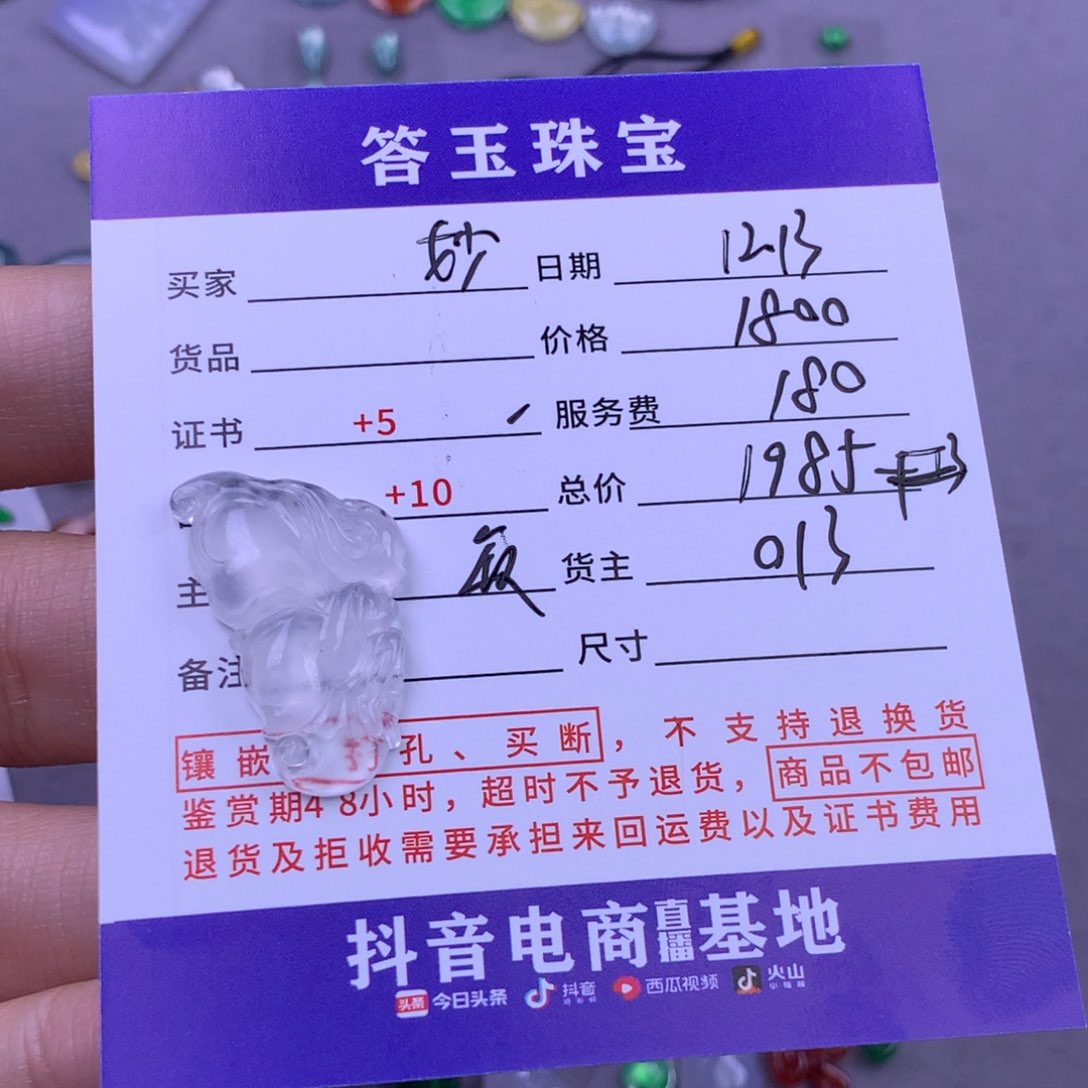 答玉珠宝
买家 妙 日期 1213
货品 价格 1800
证书 +5 服务费 180
+10 总价 1985
主 货主 013
备注 尺寸
镶嵌 打孔、买断，不支持退换货
鉴赏期48小时，超时不予退货，商品不包邮
退货及拒收需要承担来回运费以及证书费用
抖音电商直播基地
头条 今日头条 抖音 西瓜视频 火山